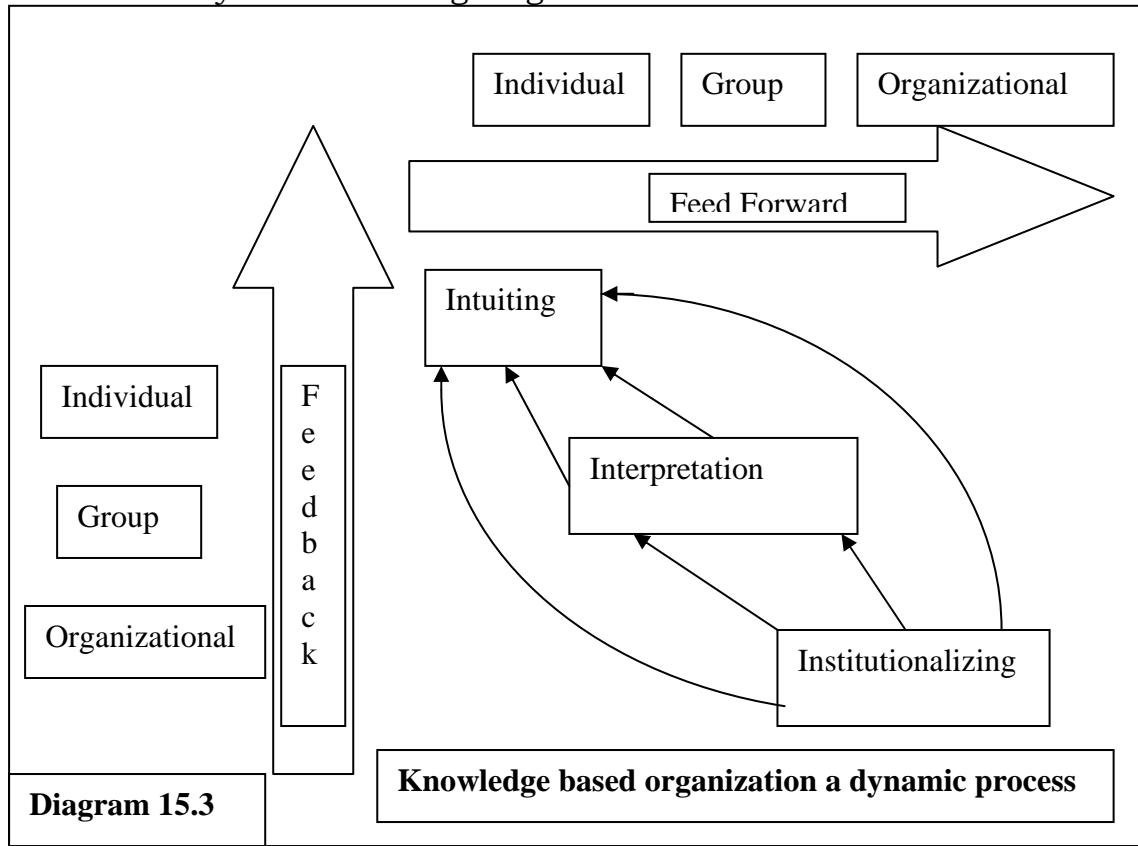 Individual
Group
Organizational
Feed Forward
Intuiting
Individual
Feedback
Interpretation
Group
Organizational
Institutionalizing
Knowledge based organization a dynamic process
Diagram 15.3